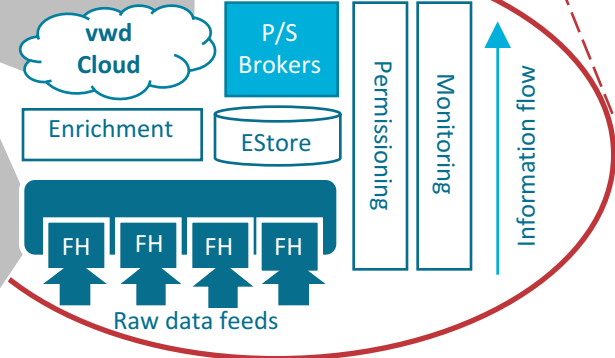 vwd
Cloud
P/S
Brokers
Enrichment
EStore
FH
FH
FH
FH
Raw data feeds
Permissioning
Monitoring
Information flow